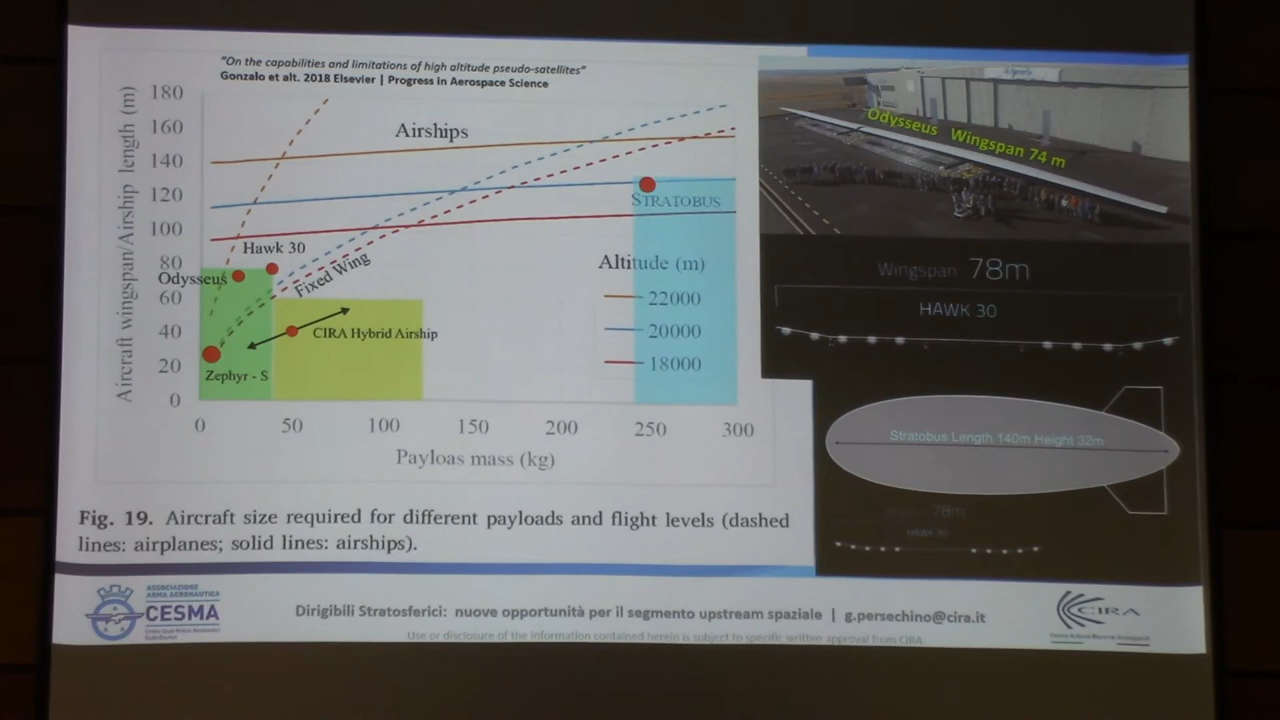 "On the capabilities and limitations of high altitude pseudo-satellites"
Gonzalo et alt. 2018 Elsevier | Progress in Aerospace Science
Aircraft wingspan/Airship length (m)
180
160
140
120
100
80
60
40
20
0
Airships
STRATOBUS
Hawk 30
Odysseus
Fixed Wing
CIRA Hybrid Airship
Zephyr - S
Altitude (m)
22000
20000
18000
0 50 100 150 200 250 300
Payloas mass (kg)
Fig. 19. Aircraft size required for different payloads and flight levels (dashed
lines: airplanes; solid lines: airships).
Odysseus Wingspan 74 m
Wingspan 78m
HAWK 30
Stratobus Length 140m Height 32m
78m
ASSOCIAZIONE
ARMA AERONAUTICA
CESMA
Dirigibili Stratosferici: nuove opportunità per il segmento upstream spaziale | g.persechino@cira.it
Use or disclosure of the information contained herein is subject to specific written approval from CIRA
CIRA